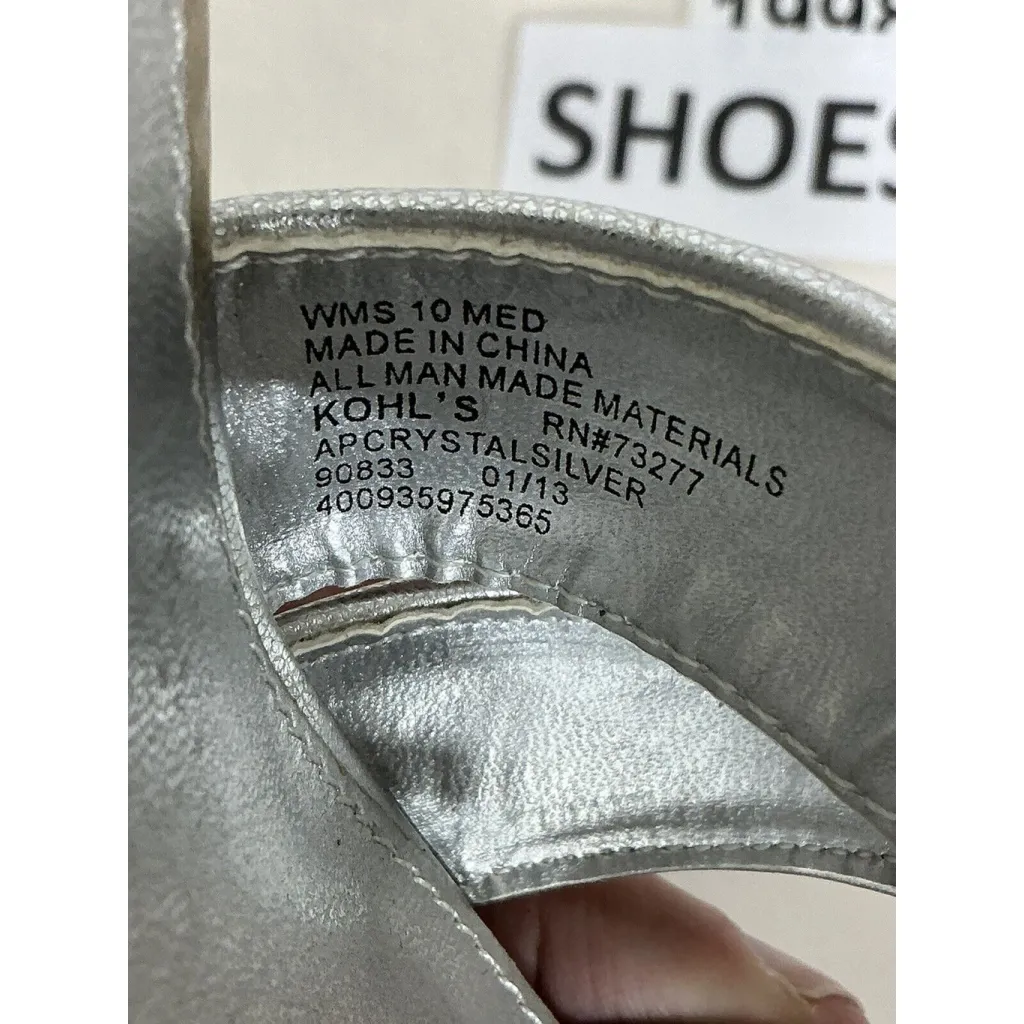 SHOES
WMS 10 MED
MADE IN CHINA
ALL MAN MADE MATERIALS
KOHL'S RN#73277
APCRYSTALSILVER
90833 01/13
400935975365